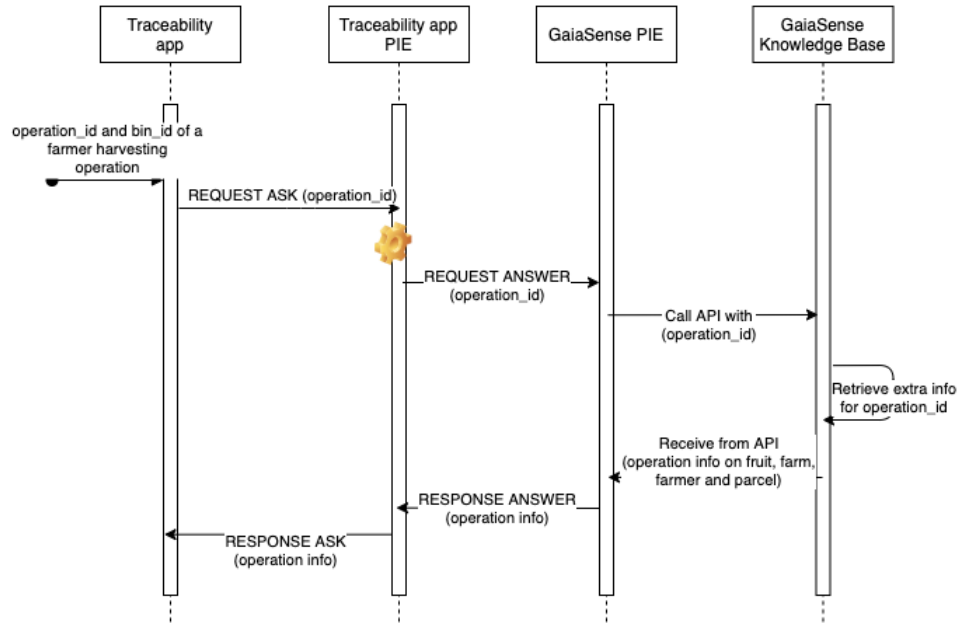 Traceability
app
Traceability app
PIE
GaiaSense PIE
GaiaSense
Knowledge Base
operation_id and bin_id of a
farmer harvesting
operation
REQUEST ASK (operation_id)
REQUEST ANSWER
(operation_id)
Call API with
(operation_id)
Retrieve extra info
for operation_id
Receive from API
(operation info on fruit, farm,
farmer and parcel)
RESPONSE ANSWER
(operation info)
RESPONSE ASK
(operation info)